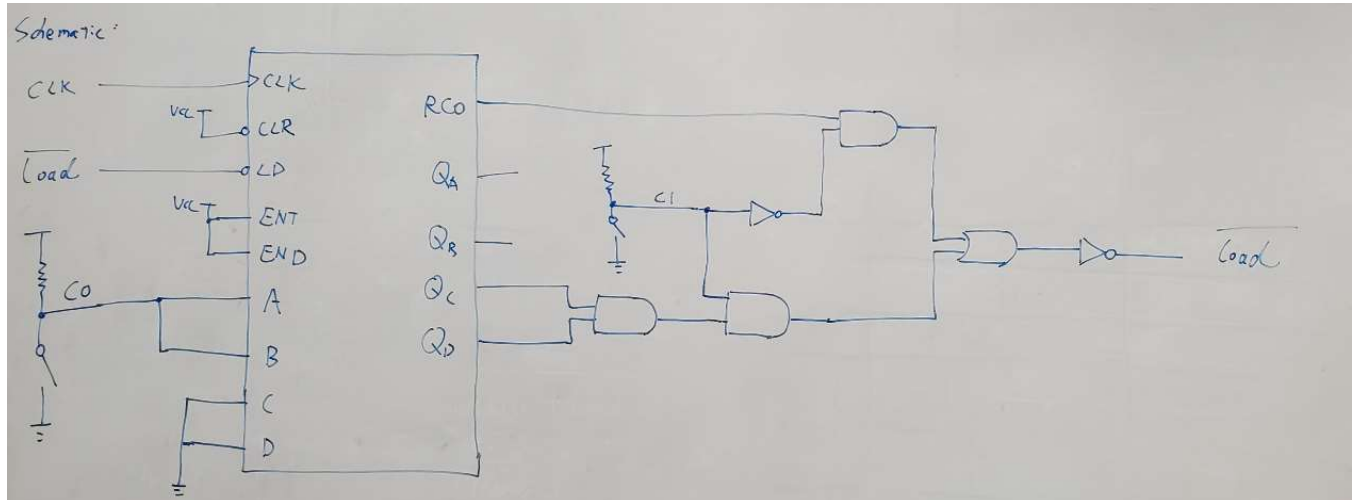 Schematic:
CLK
CLK
RCO
VCC
CLR
Load
LD
QA
VCC
ENT
C1
END
QB
Load
C0
A
QC
B
QD
C
D